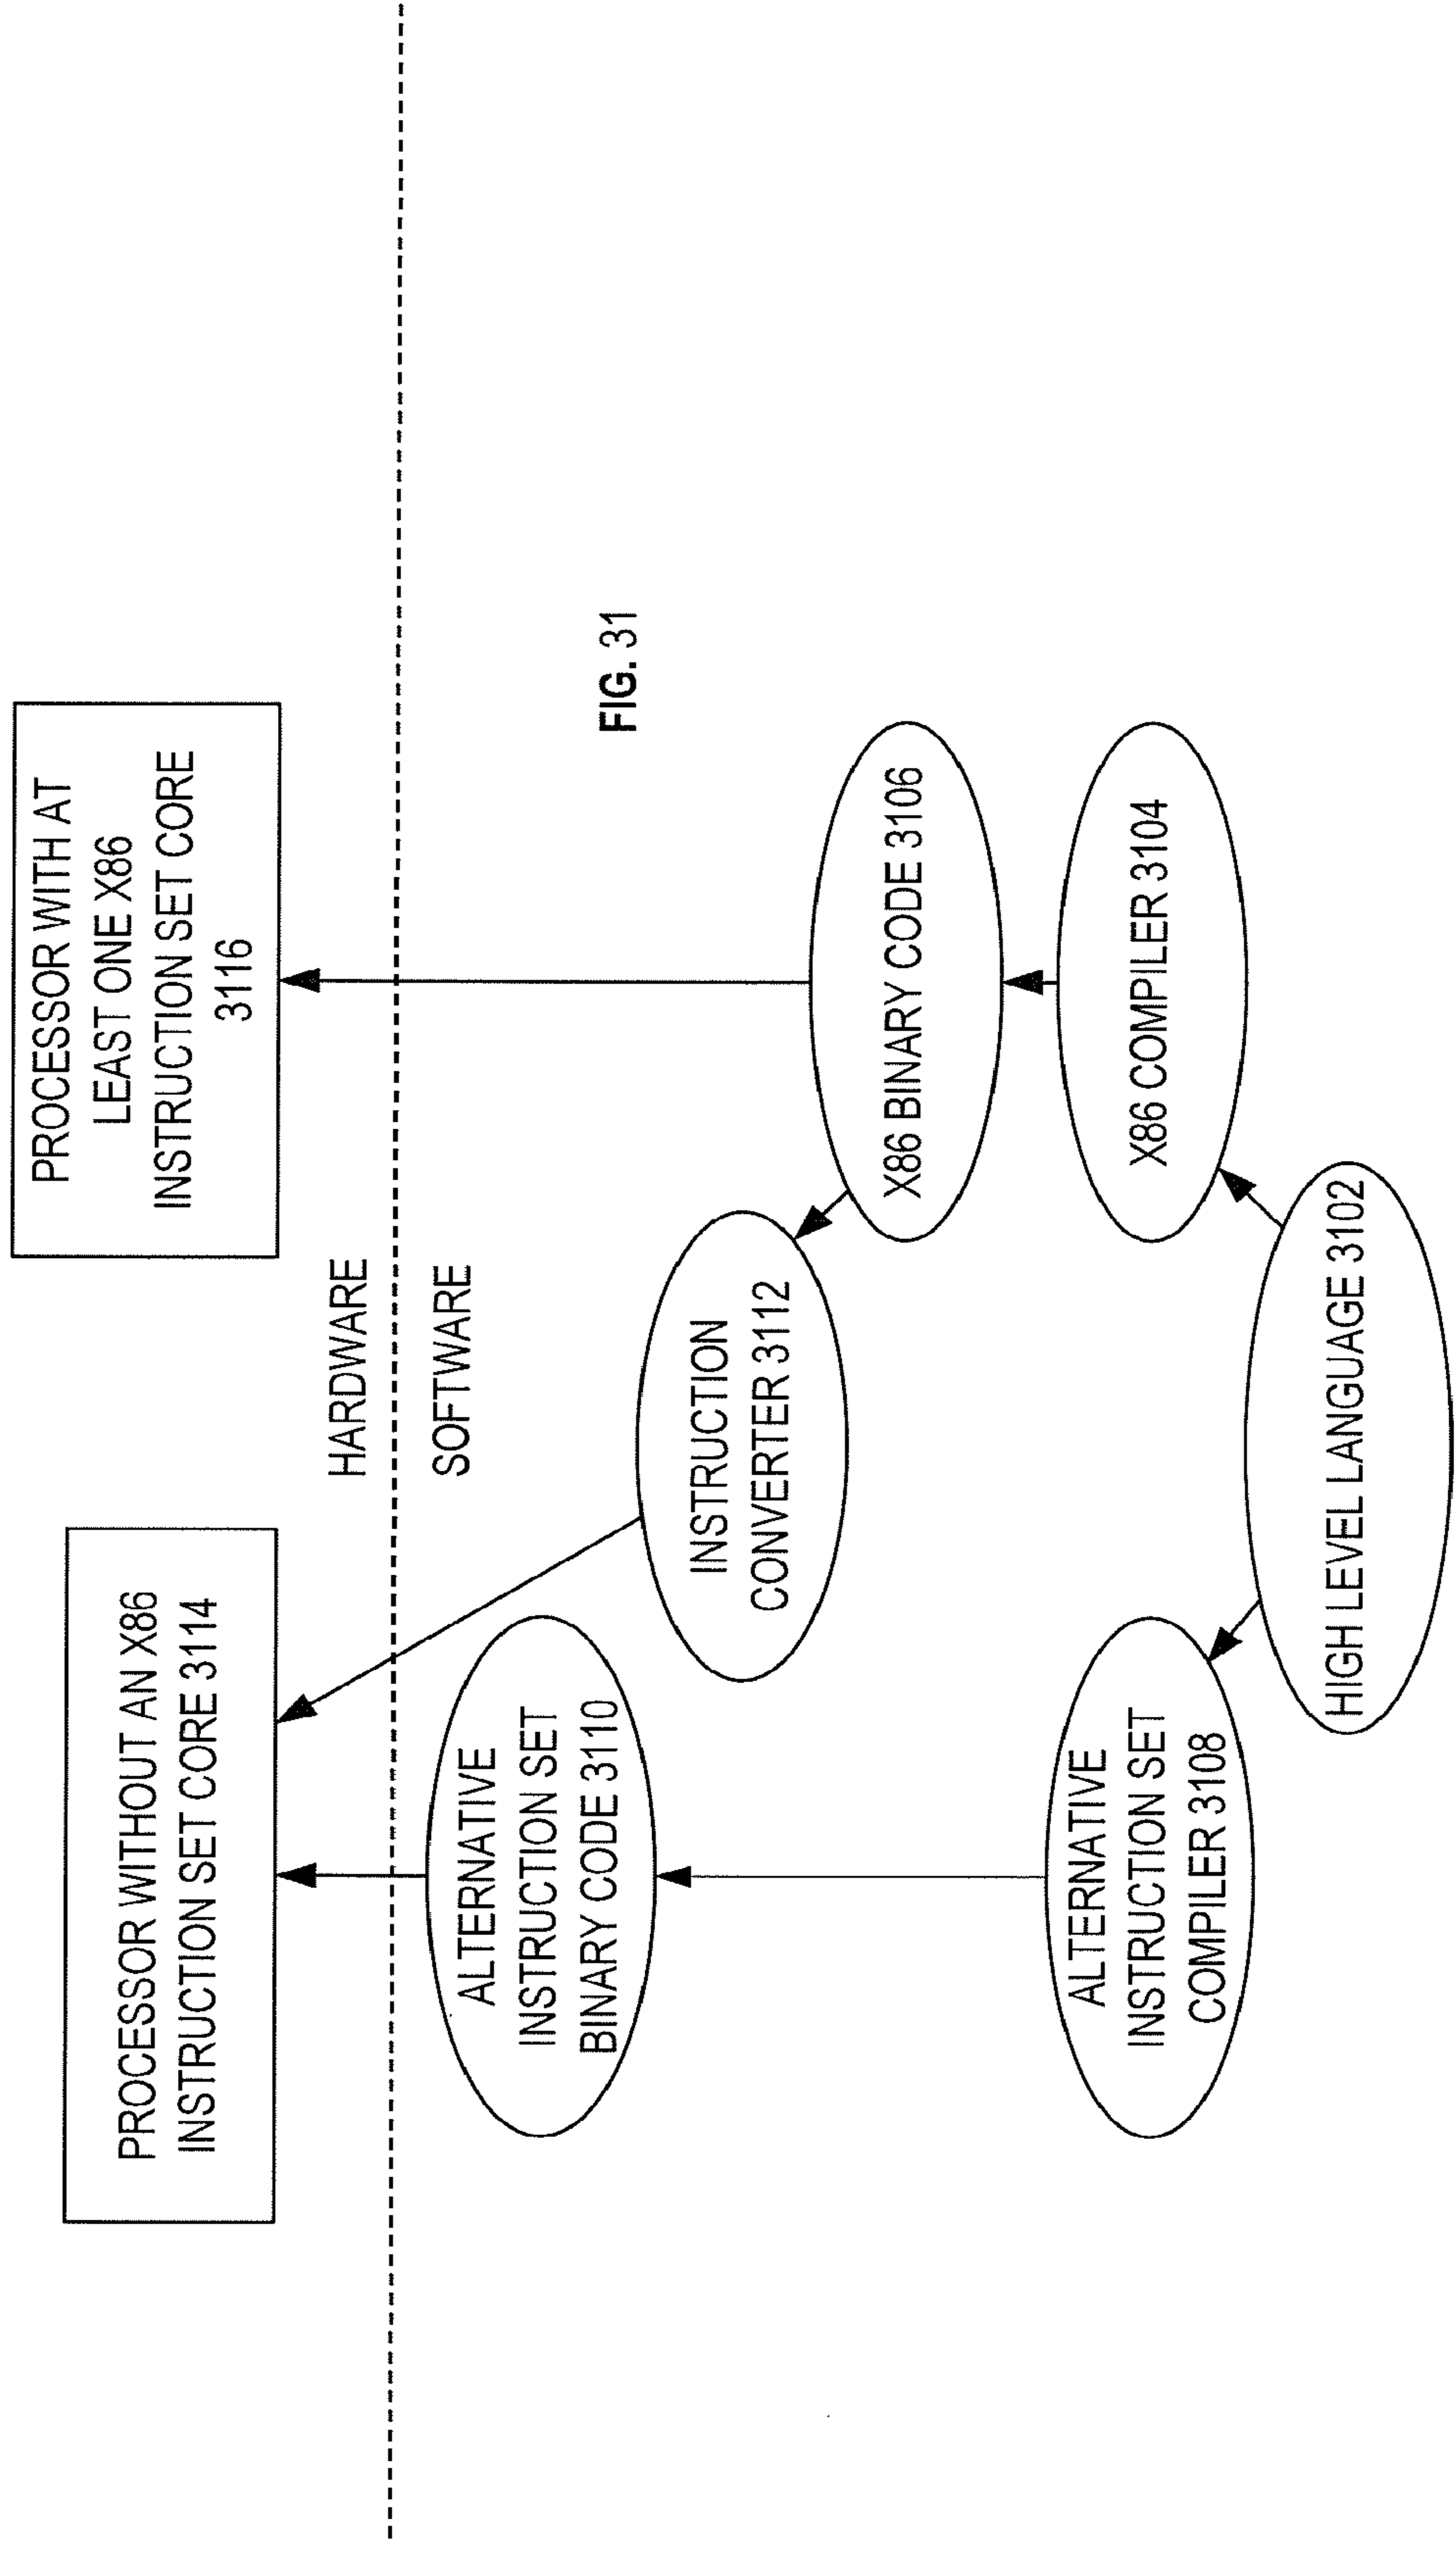 PROCESSOR WITHOUT AN X86
INSTRUCTION SET CORE 3114
PROCESSOR WITH AT
LEAST ONE X86
INSTRUCTION SET CORE
3116
HARDWARE
SOFTWARE
ALTERNATIVE
INSTRUCTION SET
BINARY CODE 3110
FIG. 31
INSTRUCTION
CONVERTER 3112
X86 BINARY CODE 3106
ALTERNATIVE
INSTRUCTION SET
COMPILER 3108
X86 COMPILER 3104
HIGH LEVEL LANGUAGE 3102